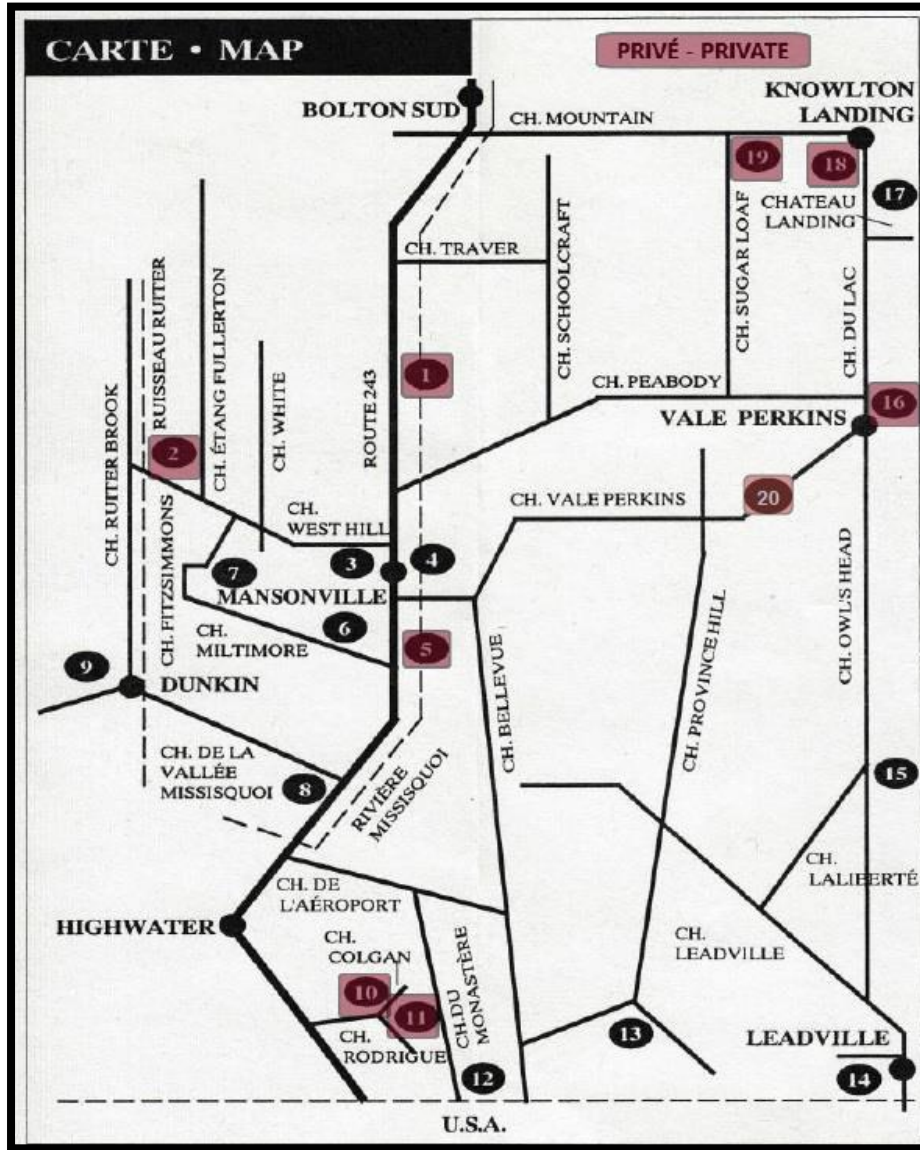 CARTE • MAP
PRIVÉ - PRIVATE
BOLTON SUD
KNOWLTON
LANDING
CH. MOUNTAIN
19
18
17
CHATEAU
LANDING
CH. TRAVER
CH. SCHOOLCRAFT
CH. SUGAR LOAF
CH. DU LAC
RUISSEAU RUITER
CH. ÉTANG FULLERTON
CH. WHITE
ROUTE 243
1
CH. PEABODY
16
VALE PERKINS
CH. RUITER BROOK
2
CH. VALE PERKINS
20
CH.
WEST HILL
3
4
7
MANSONVILLE
CH. FITZSIMMONS
6
CH.
MILTIMORE
5
9
DUNKIN
CH. BELLEVUE
CH. PROVINCE HILL
CH. OWL'S HEAD
CH. DE LA
VALLÉE
MISSISQUOI
8
RIVIÈRE
MISSISQUOI
15
CH.
LALIBERTÉ
CH. DE
L'AÉROPORT
HIGHWATER
CH.
COLGAN
CH.
LEADVILLE
10
11
CH. DU
MONASTÈRE
CH.
RODRIGUE
12
13
LEADVILLE
14
U.S.A.